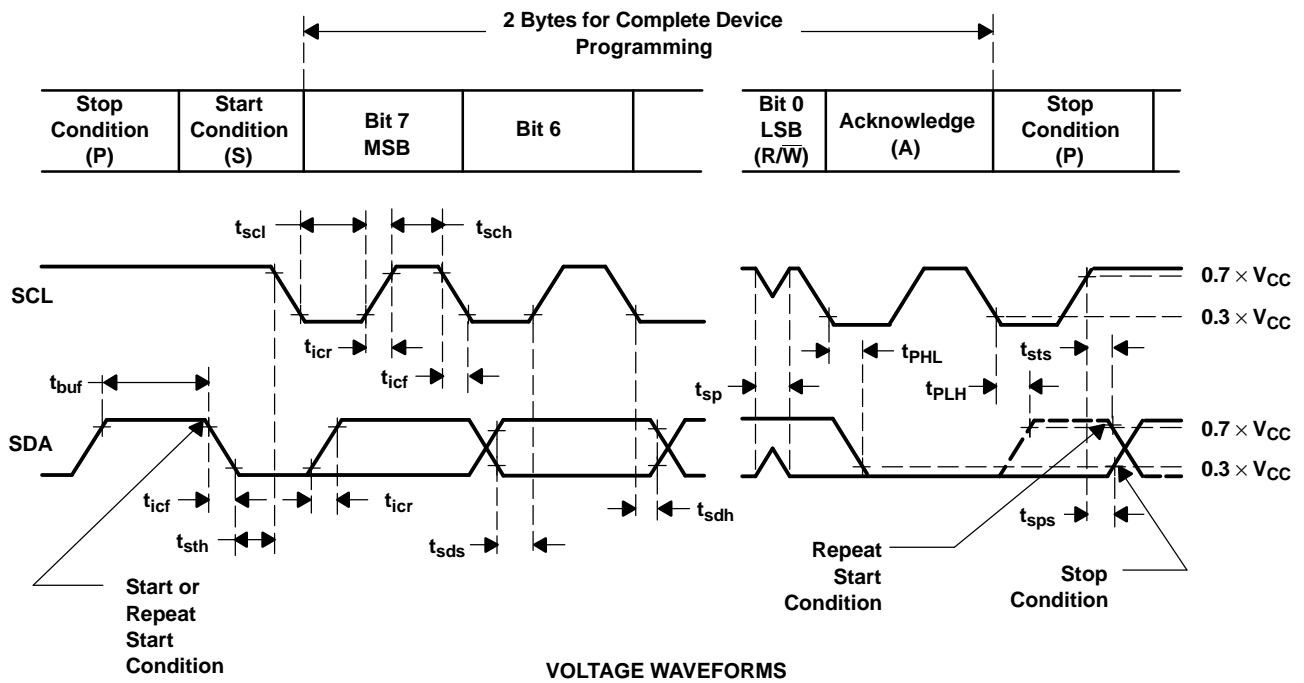 2 Bytes for Complete Device
Programming
Stop
Condition
(P)
Start
Condition
(S)
Bit 7
MSB
Bit 6
Bit 0
LSB
(R/W̅)
Acknowledge
(A)
Stop
Condition
(P)
tscl
tsch
SCL
0.7 × VCC
0.3 × VCC
ticr
ticf
tbuf
tPHL
tsts
tsp
tPLH
SDA
0.7 × VCC
0.3 × VCC
ticf
ticr
tsth
tsds
tsdh
tsps
Start or
Repeat
Start
Condition
Repeat
Start
Condition
Stop
Condition
VOLTAGE WAVEFORMS